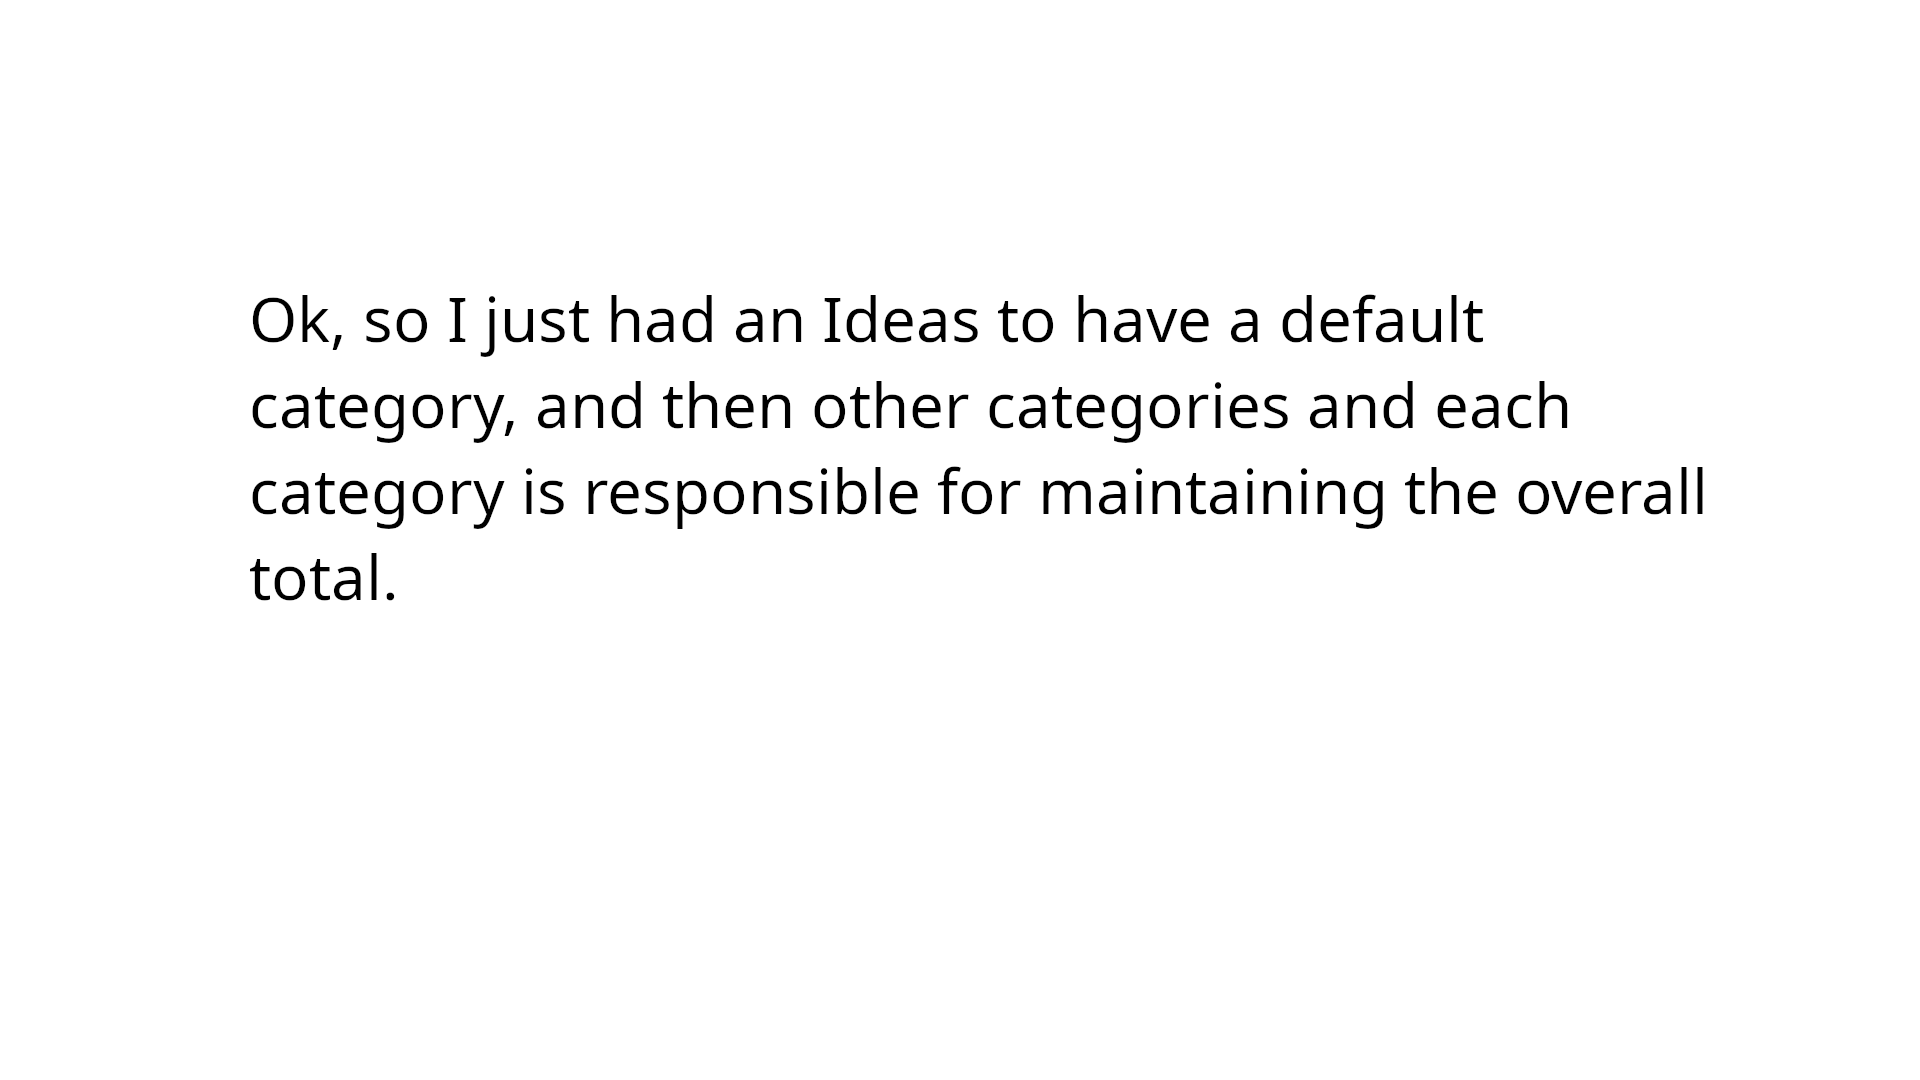 Ok, so I just had an Ideas to have a default
category, and then other categories and each
category is responsible for maintaining the overall
total.